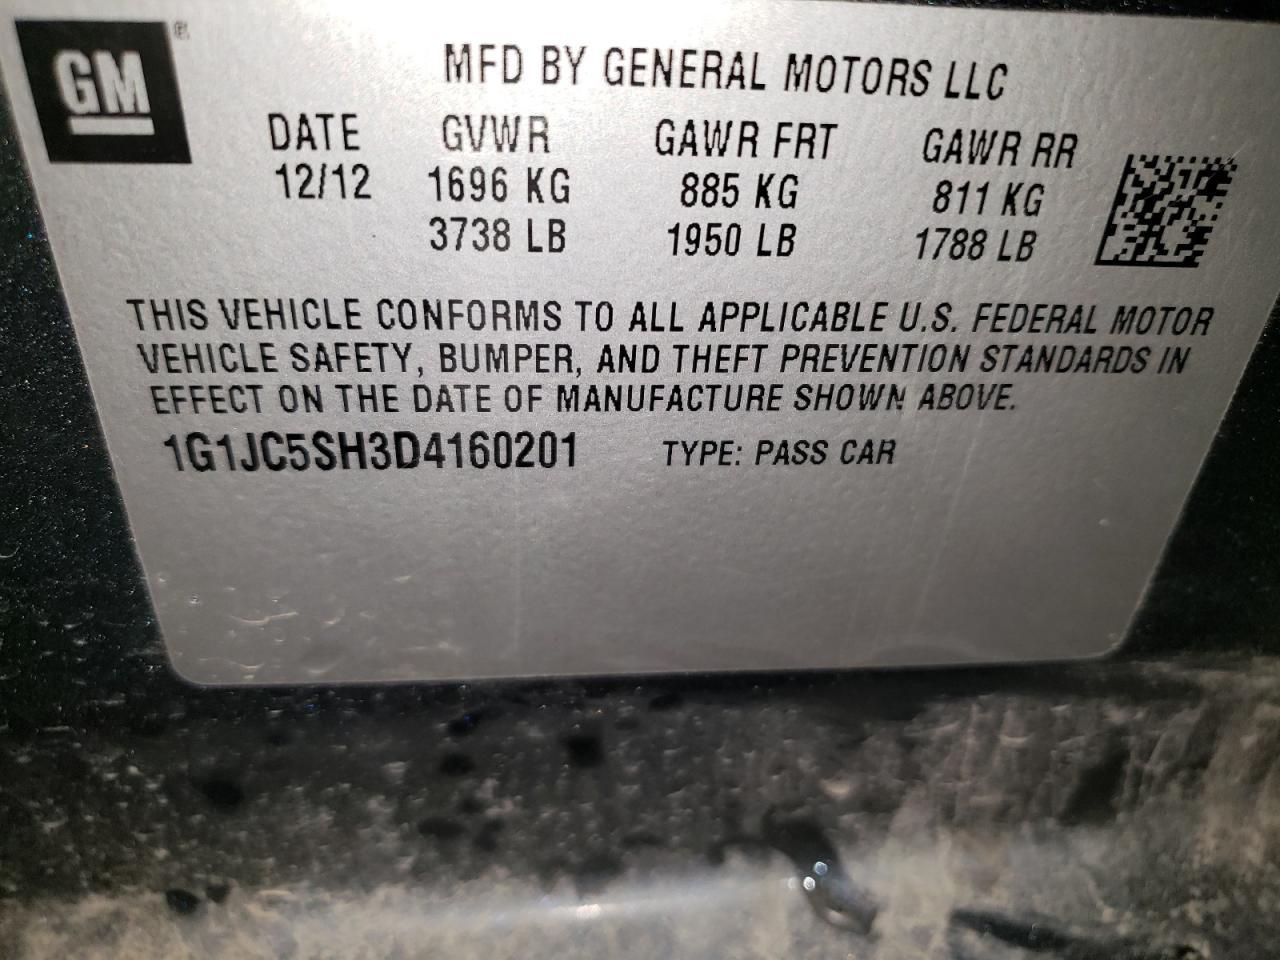 GM
MFD BY GENERAL MOTORS LLC
DATE GVWR GAWR FRT GAWR RR
12/12 1696 KG 885 KG 811 KG
3738 LB 1950 LB 1788 LB
THIS VEHICLE CONFORMS TO ALL APPLICABLE U.S. FEDERAL MOTOR
VEHICLE SAFETY, BUMPER, AND THEFT PREVENTION STANDARDS IN
EFFECT ON THE DATE OF MANUFACTURE SHOWN ABOVE.
1G1JC5SH3D4160201 TYPE: PASS CAR